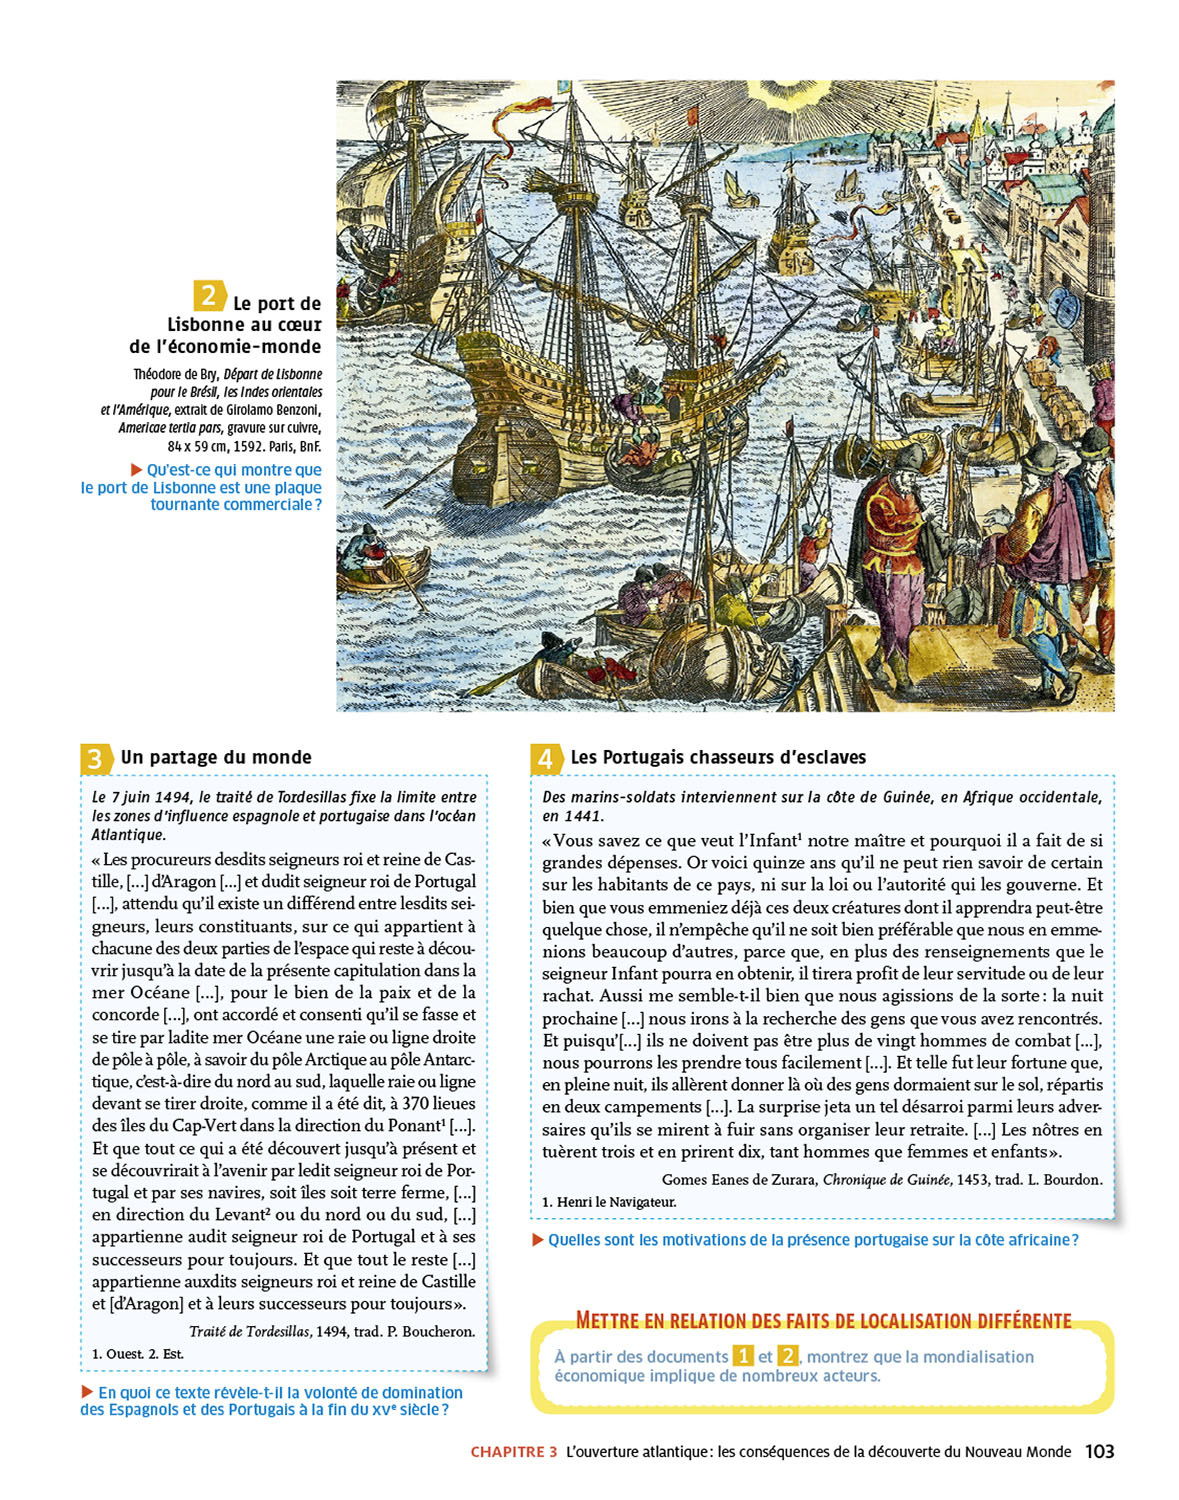 2 Le port de
Lisbonne au cœur
de l'économie-monde
Théodore de Bry, Départ de Lisbonne
pour le Brésil, les Indes orientales
et l'Amérique, extrait de Girolamo Benzoni,
Americae tertia pars, gravure sur cuivre,
84 x 59 cm, 1592. Paris, BnF.
▶ Qu'est-ce qui montre que
le port de Lisbonne est une plaque
tournante commerciale ?
3 Un partage du monde
Le 7 juin 1494, le traité de Tordesillas fixe la limite entre
les zones d'influence espagnole et portugaise dans l'océan
Atlantique.
« Les procureurs desdits seigneurs roi et reine de Cas-
tille, [...] d'Aragon [...] et dudit seigneur roi de Portugal
[...], attendu qu'il existe un différend entre lesdits sei-
gneurs, leurs constituants, sur ce qui appartient à
chacune des deux parties de l'espace qui reste à décou-
vrir jusqu'à la date de la présente capitulation dans la
mer Océane [...], pour le bien de la paix et de la
concorde [...], ont accordé et consenti qu'il se fasse et
se tire par ladite mer Océane une raie ou ligne droite
de pôle à pôle, à savoir du pôle Arctique au pôle Antarc-
tique, c'est-à-dire du nord au sud, laquelle raie ou ligne
devant se tirer droite, comme il a été dit, à 370 lieues
des îles du Cap-Vert dans la direction du Ponant¹ [...].
Et que tout ce qui a été découvert jusqu'à présent et
se découvrirait à l'avenir par ledit seigneur roi de Por-
tugal et par ses navires, soit îles soit terre ferme, [...]
en direction du Levant² ou du nord ou du sud, [...]
appartienne audit seigneur roi de Portugal et à ses
successeurs pour toujours. Et que tout le reste [...]
appartienne auxdits seigneurs roi et reine de Castille
et [d'Aragon] et à leurs successeurs pour toujours ».
Traité de Tordesillas, 1494, trad. P. Boucheron.
1. Ouest. 2. Est.
▶ En quoi ce texte révèle-t-il la volonté de domination
des Espagnols et des Portugais à la fin du XVe siècle ?
4 Les Portugais chasseurs d'esclaves
Des marins-soldats interviennent sur la côte de Guinée, en Afrique occidentale,
en 1441.
« Vous savez ce que veut l'Infant¹ notre maître et pourquoi il a fait de si
grandes dépenses. Or voici quinze ans qu'il ne peut rien savoir de certain
sur les habitants de ce pays, ni sur la loi ou l'autorité qui les gouverne. Et
bien que vous emmeniez déjà ces deux créatures dont il apprendra peut-être
quelque chose, il n'empêche qu'il ne soit bien préférable que nous en emme-
nions beaucoup d'autres, parce que, en plus des renseignements que le
seigneur Infant pourra en obtenir, il tirera profit de leur servitude ou de leur
rachat. Aussi me semble-t-il bien que nous agissions de la sorte : la nuit
prochaine [...] nous irons à la recherche des gens que vous avez rencontrés.
Et puisqu'[...] ils ne doivent pas être plus de vingt hommes de combat [...],
nous pourrons les prendre tous facilement [...]. Et telle fut leur fortune que,
en pleine nuit, ils allèrent donner là où des gens dormaient sur le sol, répartis
en deux campements [...]. La surprise jeta un tel désarroi parmi leurs adver-
saires qu'ils se mirent à fuir sans organiser leur retraite. [...] Les nôtres en
tuèrent trois et en prirent dix, tant hommes que femmes et enfants ».
Gomes Eanes de Zurara, Chronique de Guinée, 1453, trad. L. Bourdon.
1. Henri le Navigateur.
▶ Quelles sont les motivations de la présence portugaise sur la côte africaine ?
METTRE EN RELATION DES FAITS DE LOCALISATION DIFFÉRENTE
À partir des documents 1 et 2, montrez que la mondialisation
économique implique de nombreux acteurs.
CHAPITRE 3 L'ouverture atlantique : les conséquences de la découverte du Nouveau Monde 103